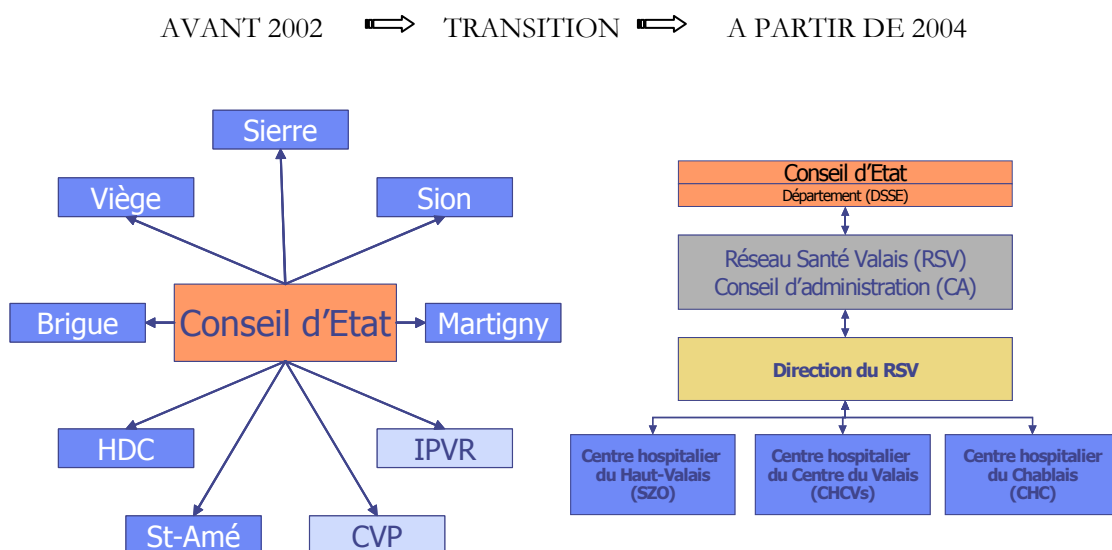 AVANT 2002 TRANSITION A PARTIR DE 2004
Sierre
Viège
Sion
Brigue
Conseil d'Etat
Martigny
HDC
IPVR
St-Amé
CVP
Conseil d'Etat
Département (DSSE)
Réseau Santé Valais (RSV)
Conseil d'administration (CA)
Direction du RSV
Centre hospitalier
du Haut-Valais
(SZO)
Centre hospitalier
du Centre du Valais
(CHCVs)
Centre hospitalier
du Chablais
(CHC)